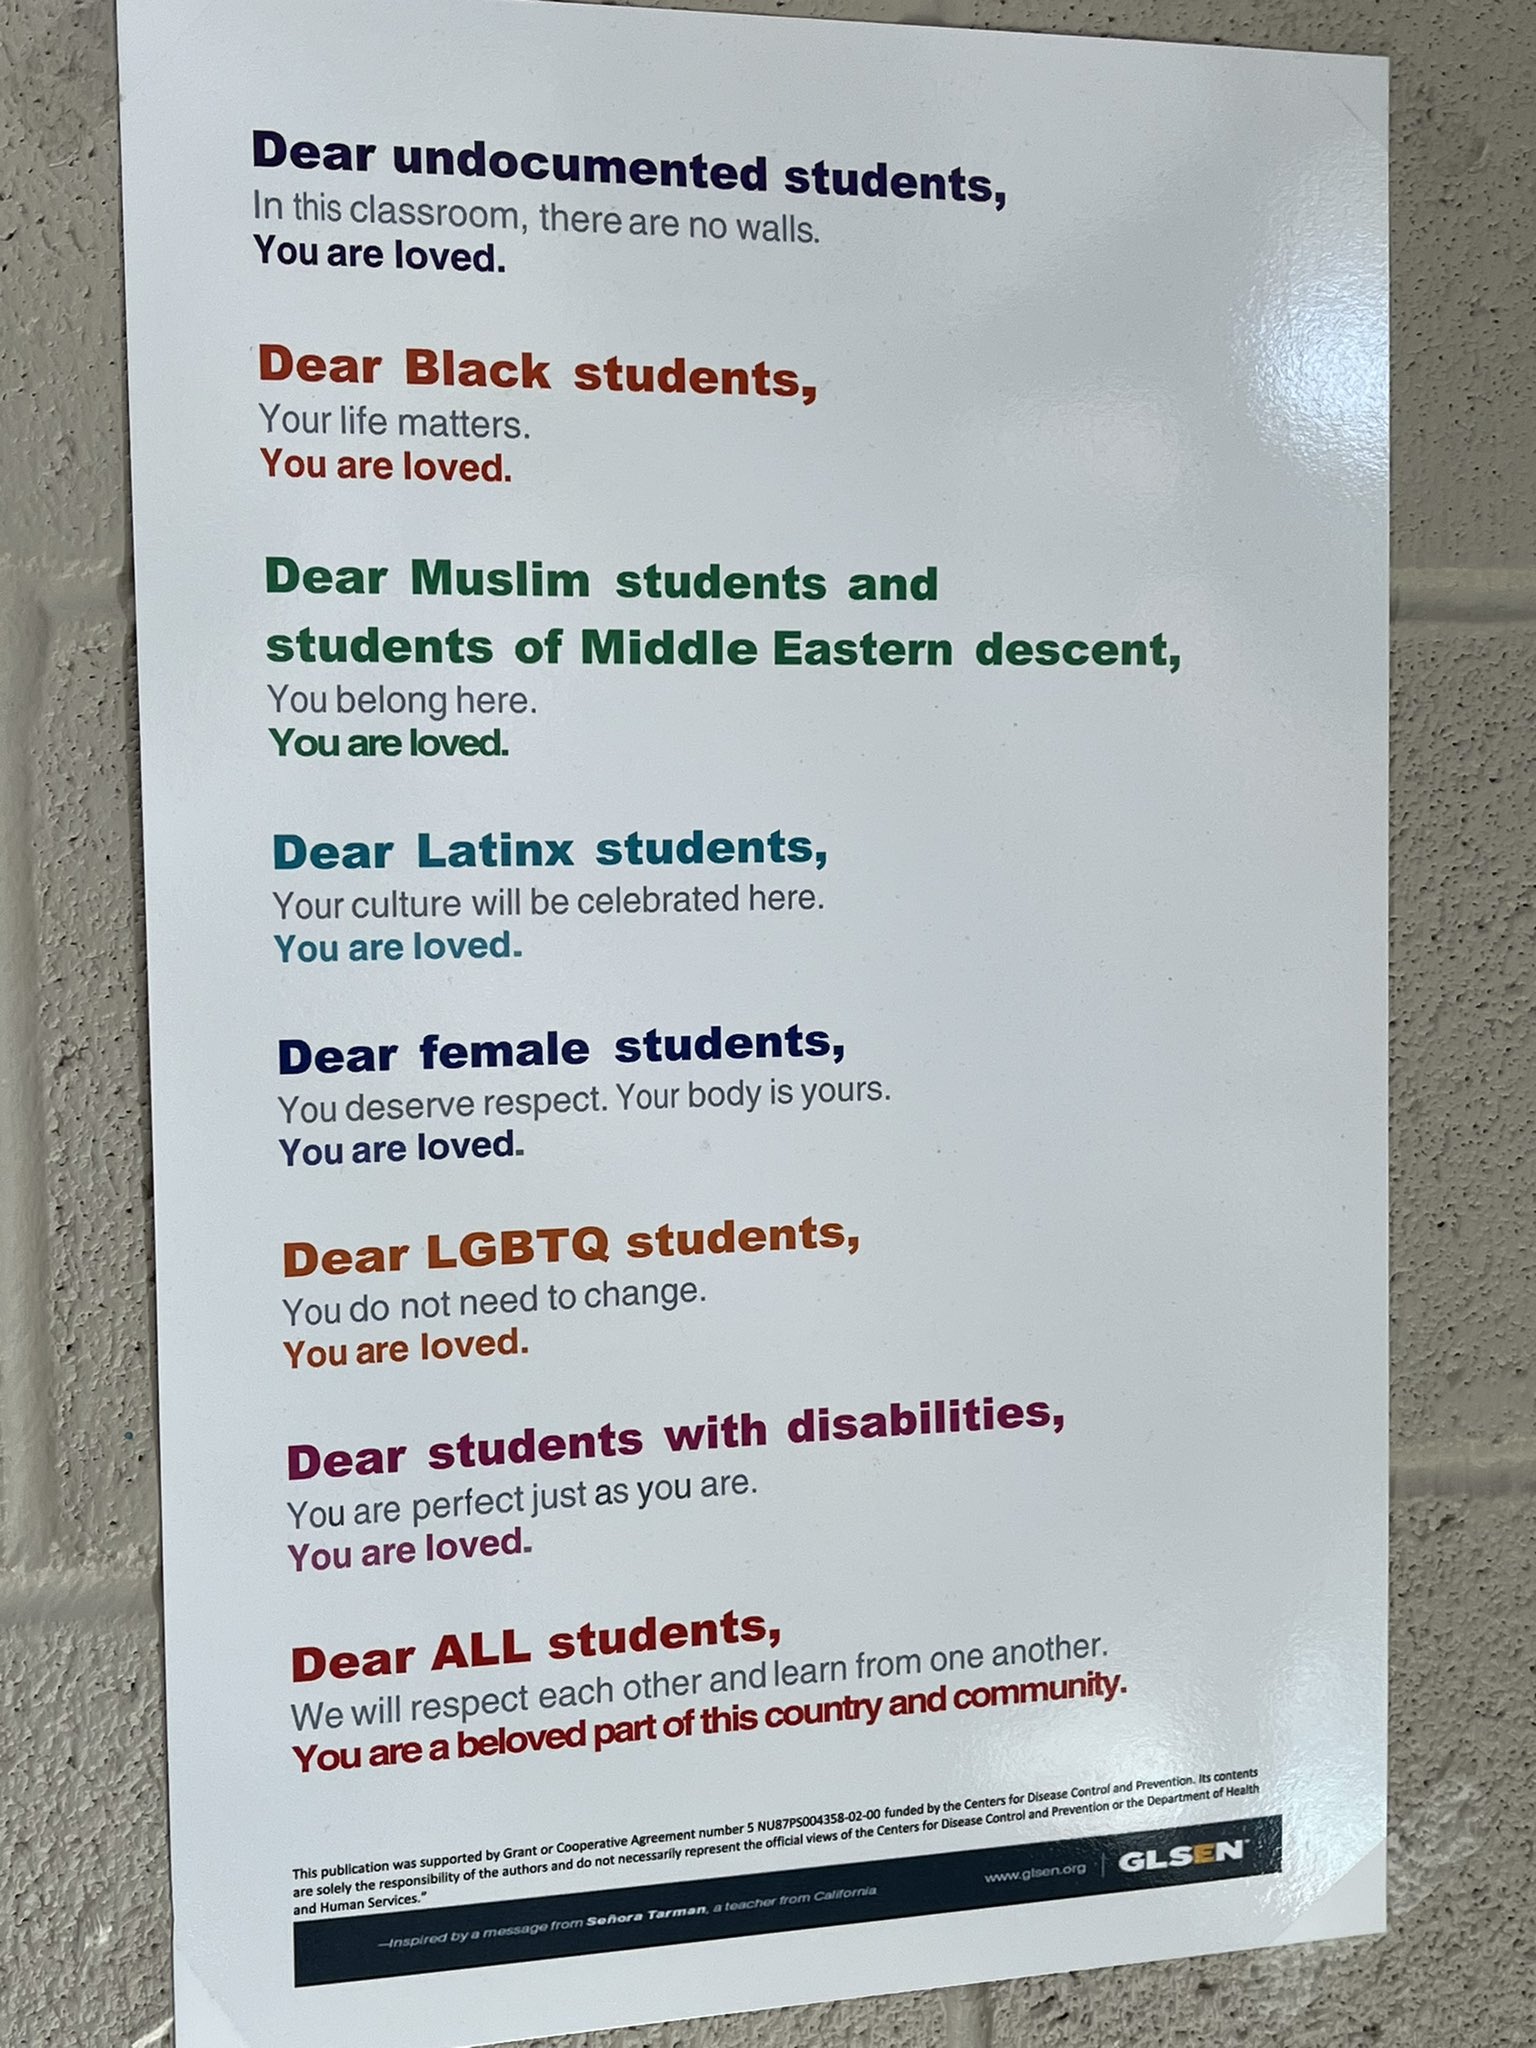 Dear undocumented students,
In this classroom, there are no walls.
You are loved.
Dear Black students,
Your life matters.
You are loved.
Dear Muslim students and
students of Middle Eastern descent,
You belong here.
You are loved.
Dear Latinx students,
Your culture will be celebrated here.
You are loved.
Dear female students,
You deserve respect. Your body is yours.
You are loved.
Dear LGBTQ students,
You do not need to change.
You are loved.
Dear students with disabilities,
You are perfect just as you are.
You are loved.
Dear ALL students,
We will respect each other and learn from one another.
You are a beloved part of this country and community.
This publication was supported by Grant or Cooperative Agreement number 5 NU87PS004358-02-00 funded by the Centers for Disease Control and Prevention. Its contents
are solely the responsibility of the authors and do not necessarily represent the official views of the Centers for Disease Control and Prevention or the Department of Health
and Human Services."
—Inspired by a message from Señora Tarman, a teacher from California
www.glsen.org | GLSEN™